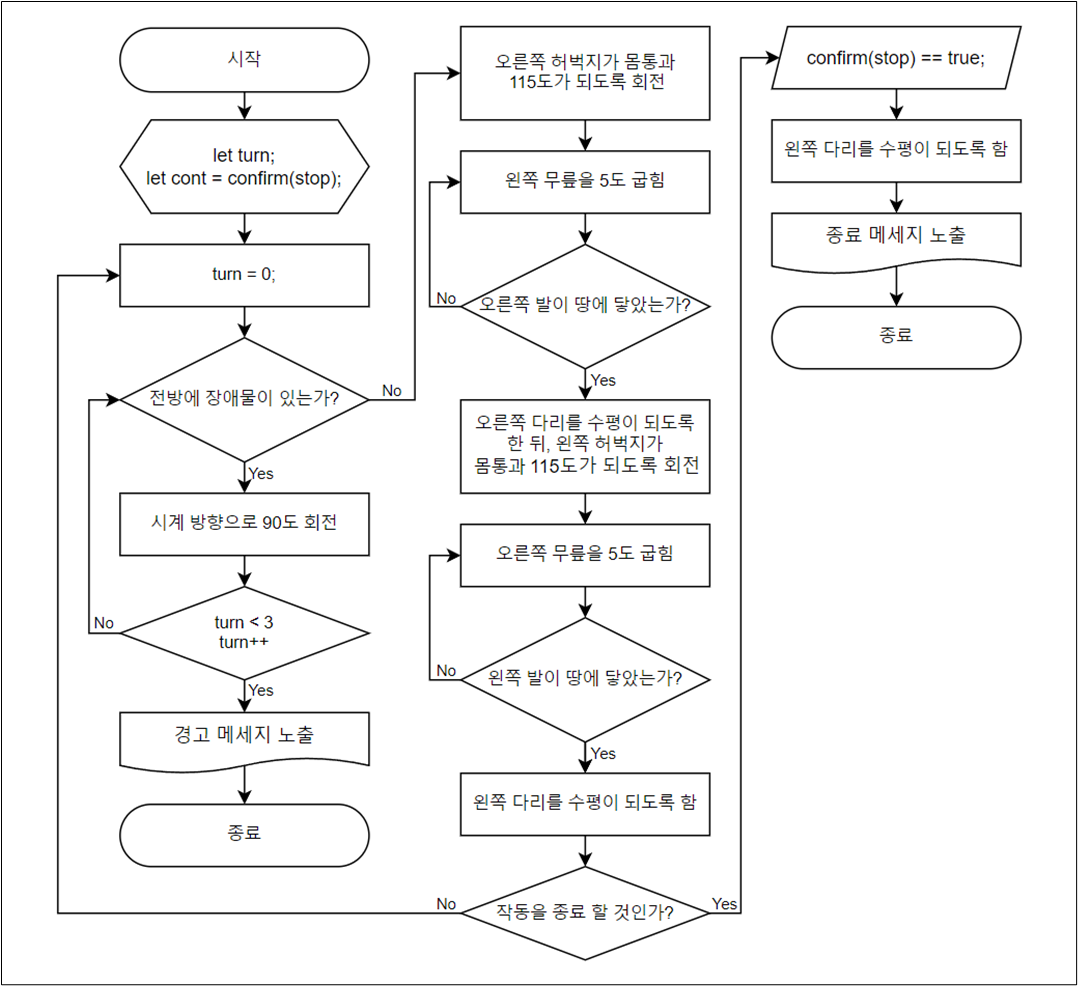 시작
let turn;
let cont = confirm(stop);
turn = 0;
전방에 장애물이 있는가?
No
Yes
시계 방향으로 90도 회전
turn < 3
turn++
No
Yes
경고 메세지 노출
종료
오른쪽 허벅지가 몸통과
115도가 되도록 회전
왼쪽 무릎을 5도 굽힘
오른쪽 발이 땅에 닿았는가?
No
Yes
오른쪽 다리를 수평이 되도록
한 뒤, 왼쪽 허벅지가
몸통과 115도가 되도록 회전
오른쪽 무릎을 5도 굽힘
왼쪽 발이 땅에 닿았는가?
No
Yes
왼쪽 다리를 수평이 되도록 함
작동을 종료 할 것인가?
No
Yes
confirm(stop) == true;
왼쪽 다리를 수평이 되도록 함
종료 메세지 노출
종료